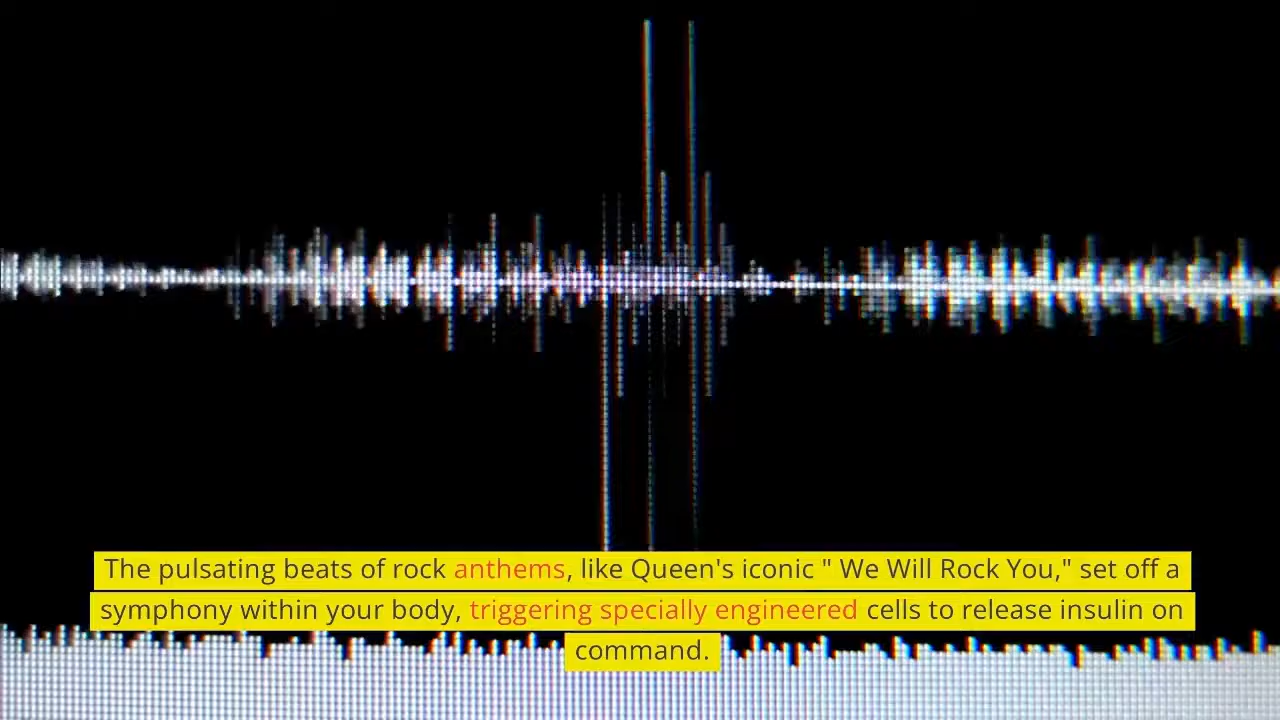 The pulsating beats of rock anthems, like Queen's iconic " We Will Rock You," set off a
symphony within your body, triggering specially engineered cells to release insulin on
command.